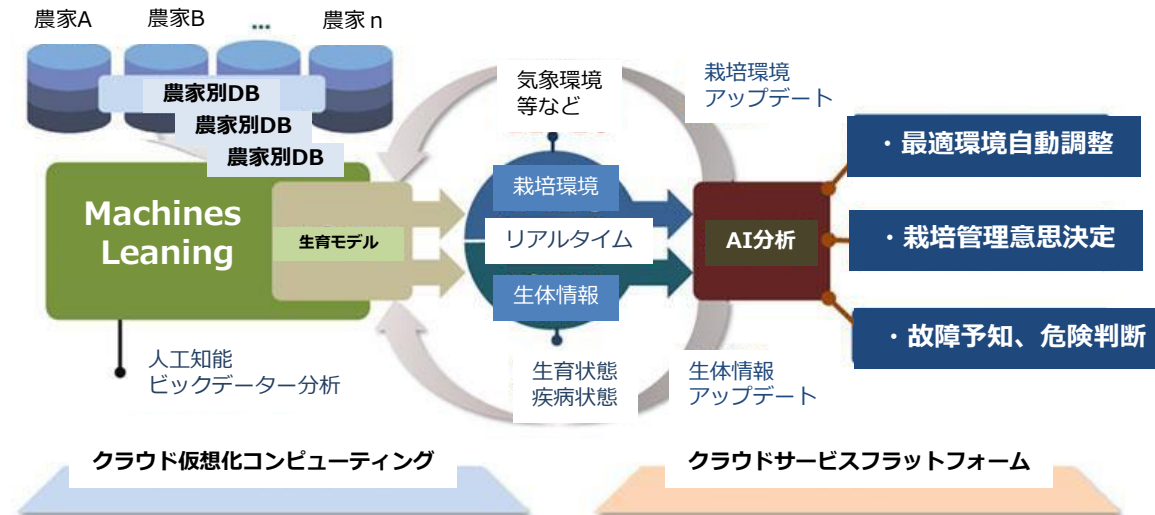 農家A
農家B
...
農家 n
農家別DB
農家別DB
農家別DB
Machines
Leaning
生育モデル
人工知能
ビックデーター分析
気象環境
等など
栽培環境
リアルタイム
生体情報
生育状態
疾病状態
栽培環境
アップデート
AI分析
生体情報
アップデート
・最適環境自動調整
・栽培管理意思決定
・故障予知、危険判断
クラウド仮想化コンピューティング
クラウドサービスフラットフォーム